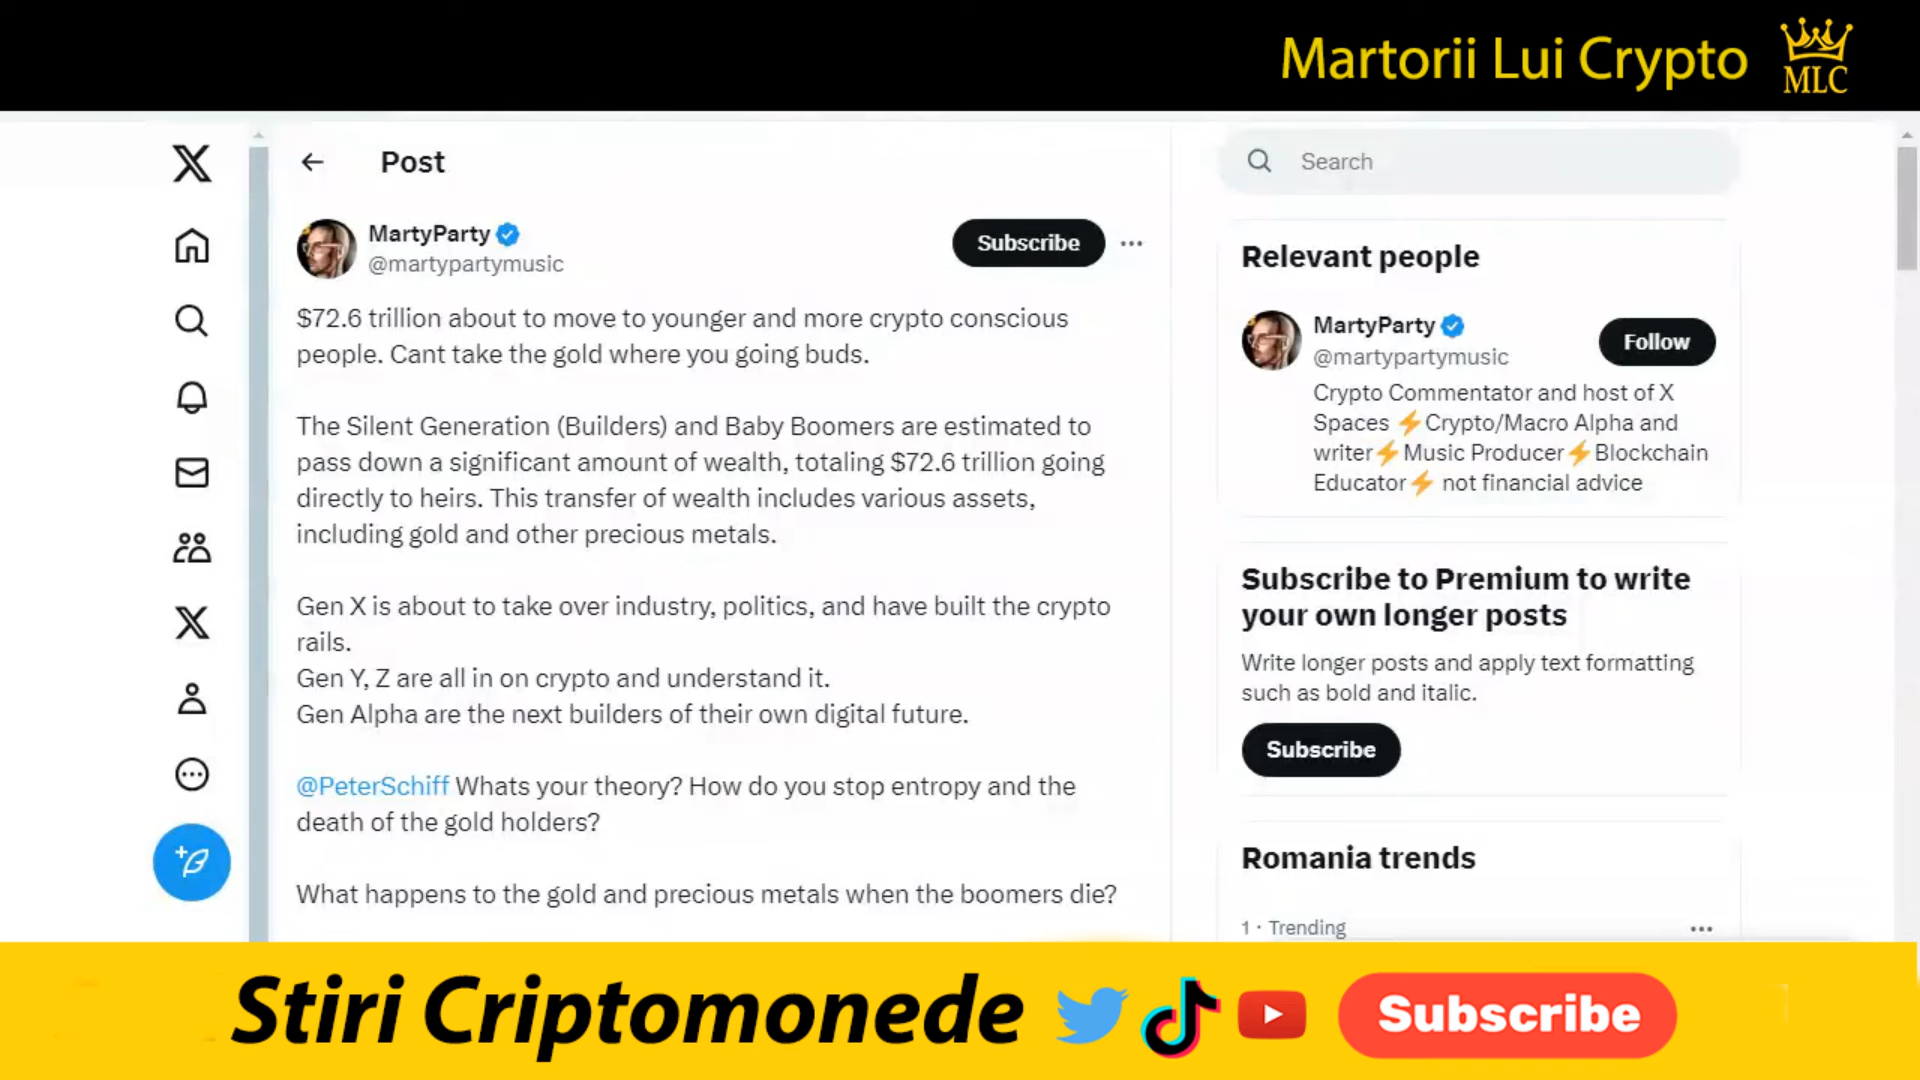 Martorii Lui Crypto
MLC
Post
MartyParty
@martypartymusic
Subscribe
$72.6 trillion about to move to younger and more crypto conscious
people. Cant take the gold where you going buds.
The Silent Generation (Builders) and Baby Boomers are estimated to
pass down a significant amount of wealth, totaling $72.6 trillion going
directly to heirs. This transfer of wealth includes various assets,
including gold and other precious metals.
Gen X is about to take over industry, politics, and have built the crypto
rails.
Gen Y, Z are all in on crypto and understand it.
Gen Alpha are the next builders of their own digital future.
@PeterSchiff Whats your theory? How do you stop entropy and the
death of the gold holders?
What happens to the gold and precious metals when the boomers die?
Search
Relevant people
MartyParty
@martypartymusic
Follow
Crypto Commentator and host of X
Spaces ⚡Crypto/Macro Alpha and
writer⚡Music Producer⚡Blockchain
Educator⚡ not financial advice
Subscribe to Premium to write
your own longer posts
Write longer posts and apply text formatting
such as bold and italic.
Subscribe
Romania trends
1 · Trending
Stiri Criptomonede
Subscribe